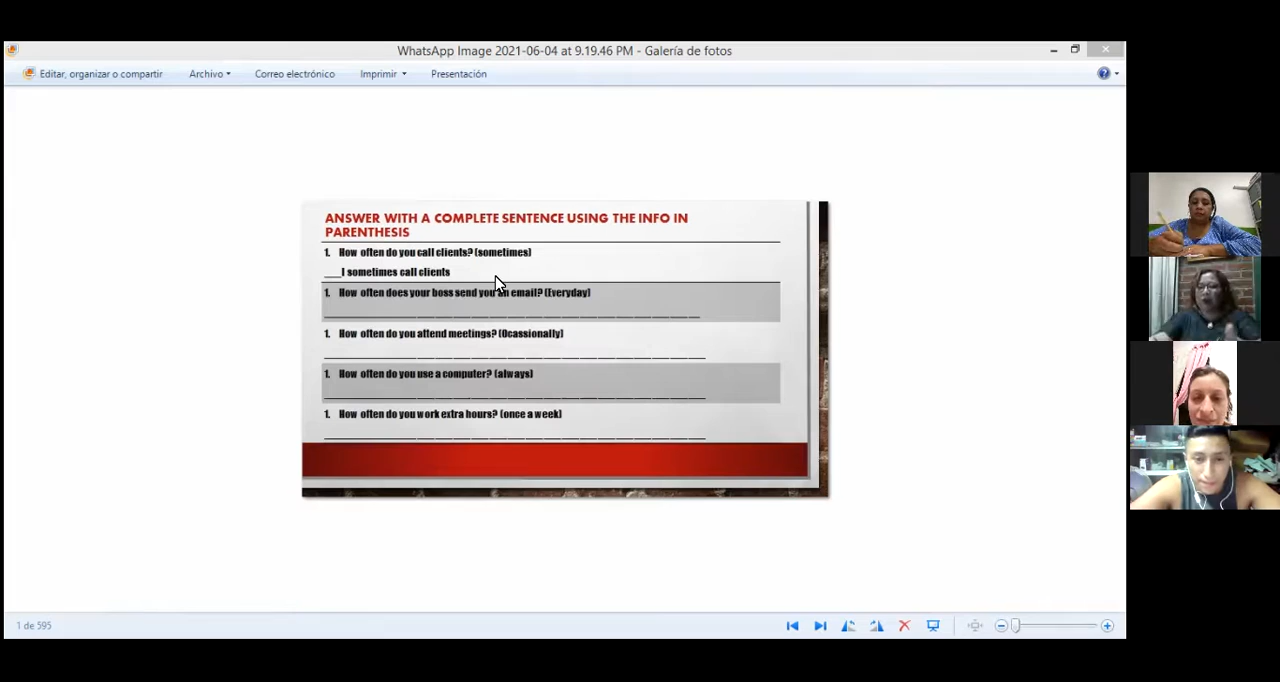 WhatsApp Image 2021-06-04 at 9.19.46 PM - Galería de fotos
Editar, organizar o compartir Archivo Correo electrónico Imprimir Presentación
ANSWER WITH A COMPLETE SENTENCE USING THE INFO IN
PARENTHESIS
1. How often do you call clients? (sometimes)
___I sometimes call clients
1. How often does your boss send you an email? (Everyday)
1. How often do you attend meetings? (Ocassionally)
1. How often do you use a computer? (always)
1. How often do you work extra hours? (once a week)
1 de 595